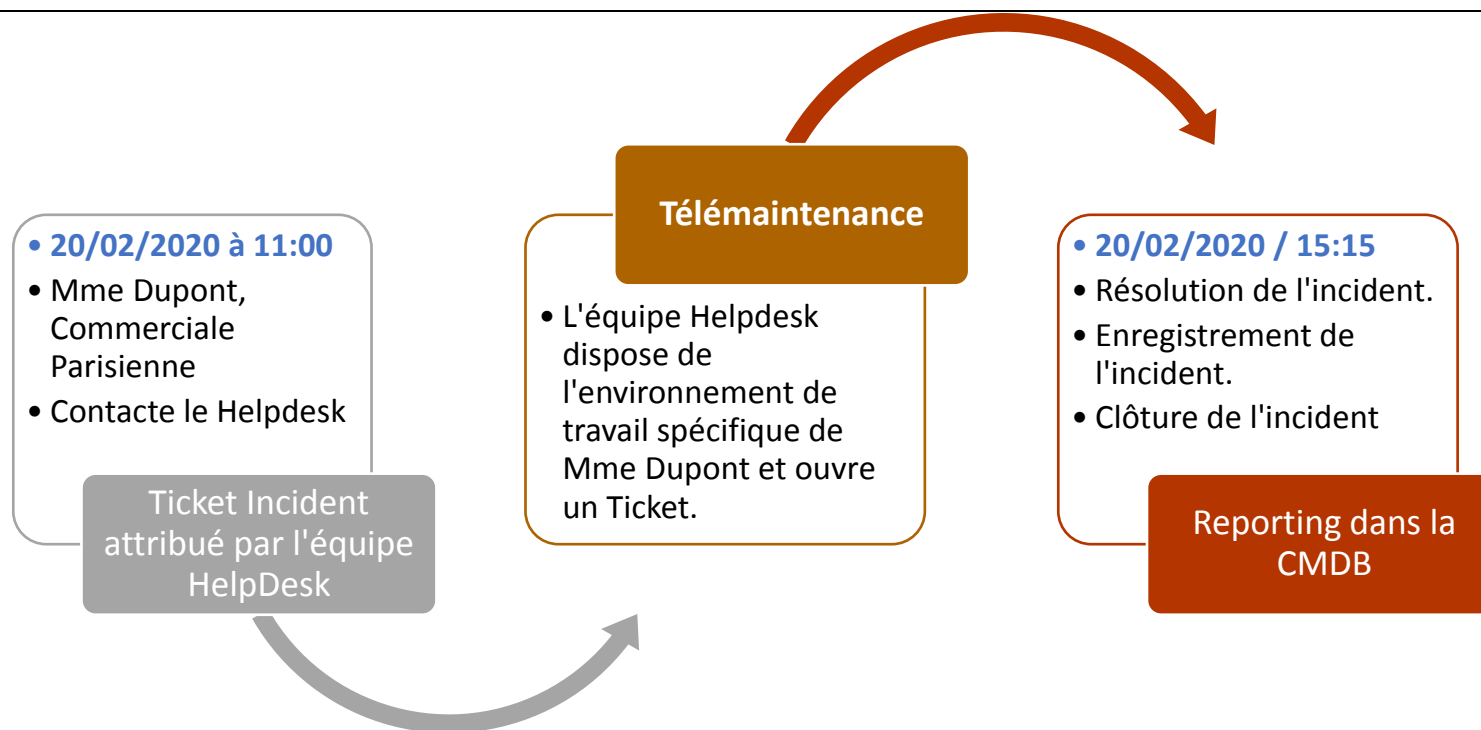 • 20/02/2020 à 11:00
• Mme Dupont,
Commerciale
Parisienne
• Contacte le Helpdesk
Ticket Incident
attribué par l'équipe
HelpDesk
Télémaintenance
• L'équipe Helpdesk
dispose de
l'environnement de
travail spécifique de
Mme Dupont et ouvre
un Ticket.
• 20/02/2020 / 15:15
• Résolution de l'incident.
• Enregistrement de
l'incident.
• Clôture de l'incident
Reporting dans la
CMDB